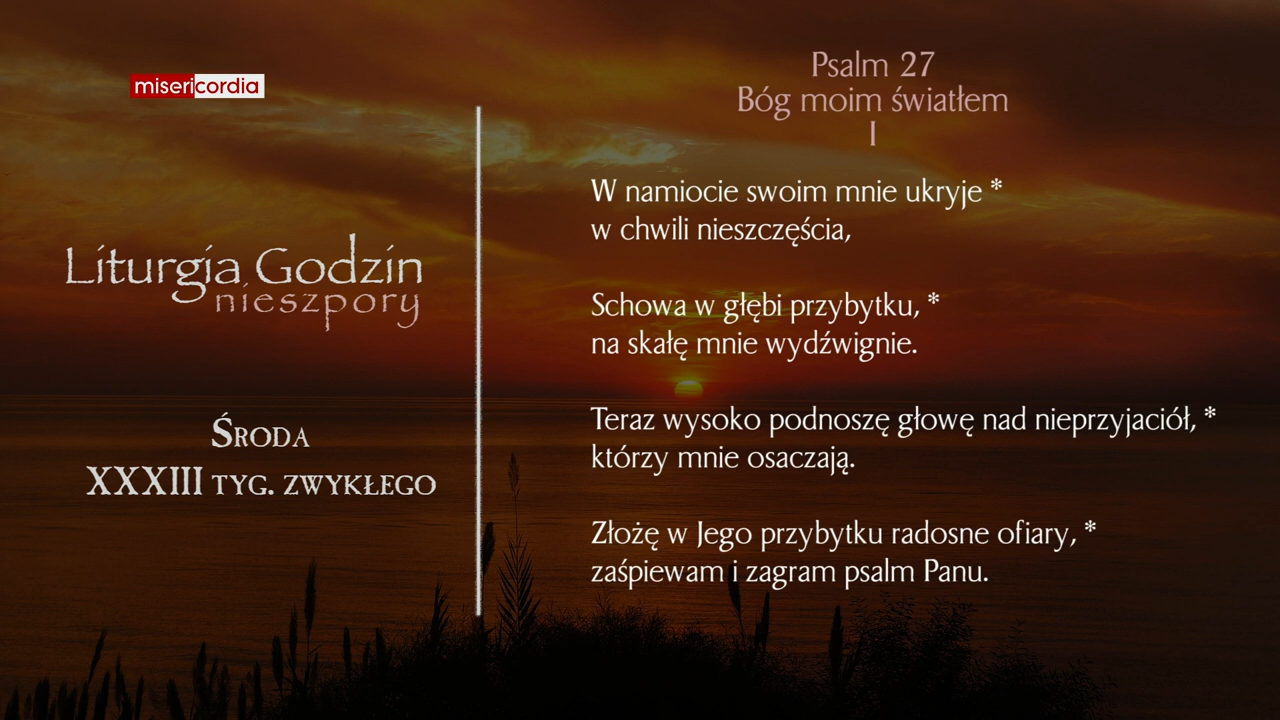 misericordia
Liturgia Godzin
nieszpory
Środa
XXXIII tyg. zwykłego
Psalm 27
Bóg moim światłem
I
W namiocie swoim mnie ukryje *
w chwili nieszczęścia,
Schowa w głębi przybytku, *
na skałę mnie wydźwignie.
Teraz wysoko podnoszę głowę nad nieprzyjaciół, *
którzy mnie osaczają.
Złożę w Jego przybytku radosne ofiary, *
zaśpiewam i zagram psalm Panu.